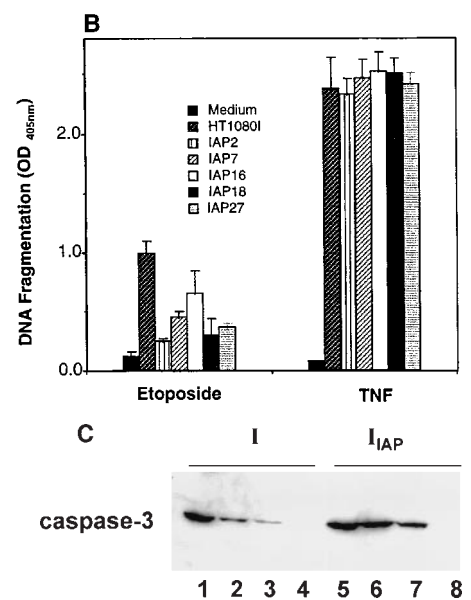 B
DNA Fragmentation (OD 405nm)
2.0
1.0
0.0
Medium
HT1080I
IAP2
IAP7
IAP16
IAP18
IAP27
Etoposide TNF
C I I IAP
caspase-3
1 2 3 4 5 6 7 8